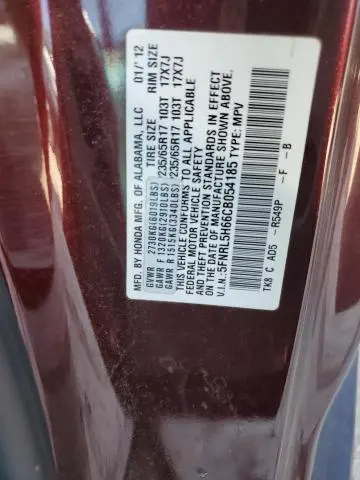 MFD. BY HONDA MFG. OF ALABAMA, LLC 01/'12
TIRE SIZE RIM SIZE
GVWR 2730KG(6019LBS)
GAWR F 1320KG(2910LBS) 235/65R17 103T 17X7J
GAWR R 1515KG(3340LBS) 235/65R17 103T 17X7J
THIS VEHICLE CONFORMS TO ALL APPLICABLE
FEDERAL MOTOR VEHICLE SAFETY
AND THEFT PREVENTION STANDARDS IN EFFECT
ON THE DATE OF MANUFACTURE SHOWN ABOVE.
V.I.N.: 5FNRL5H66CB054185 TYPE: MPV
TK8 C AD5 -R549P -F -B